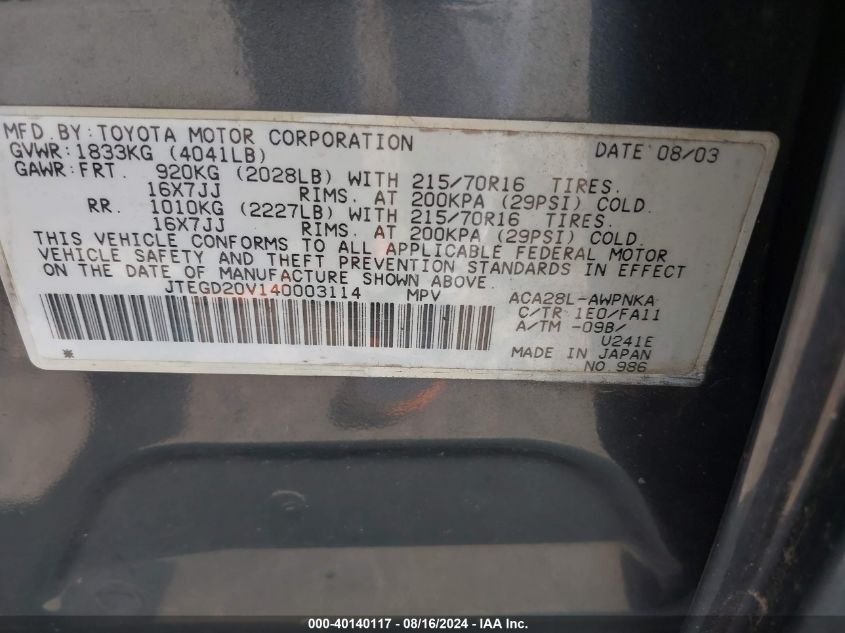 MFD.BY:TOYOTA MOTOR CORPORATION DATE 08/03
GVWR:1833KG (4041LB)
GAWR:FRT. 920KG (2028LB) WITH 215/70R16 TIRES.
16X7JJ RIMS. AT 200KPA (29PSI) COLD.
RR. 1010KG (2227LB) WITH 215/70R16 TIRES.
16X7JJ RIMS. AT 200KPA (29PSI) COLD.
THIS VEHICLE CONFORMS TO ALL APPLICABLE FEDERAL MOTOR
VEHICLE SAFETY AND THEFT PREVENTION STANDARDS IN EFFECT
ON THE DATE OF MANUFACTURE SHOWN ABOVE.
JTEGD20V140003114 MPV ACA28L-AWPNKA
C/TR 1E0/FA11
A/TM -09B/
U241E
MADE IN JAPAN
NO.986
000-40140117 - 08/16/2024 - IAA Inc.